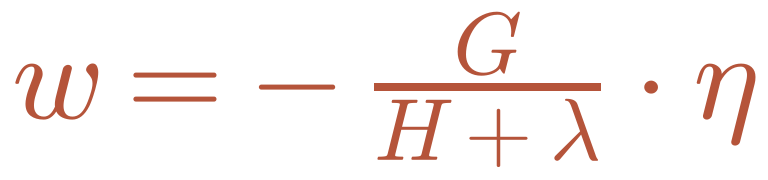 w = − G / (H + λ) · η